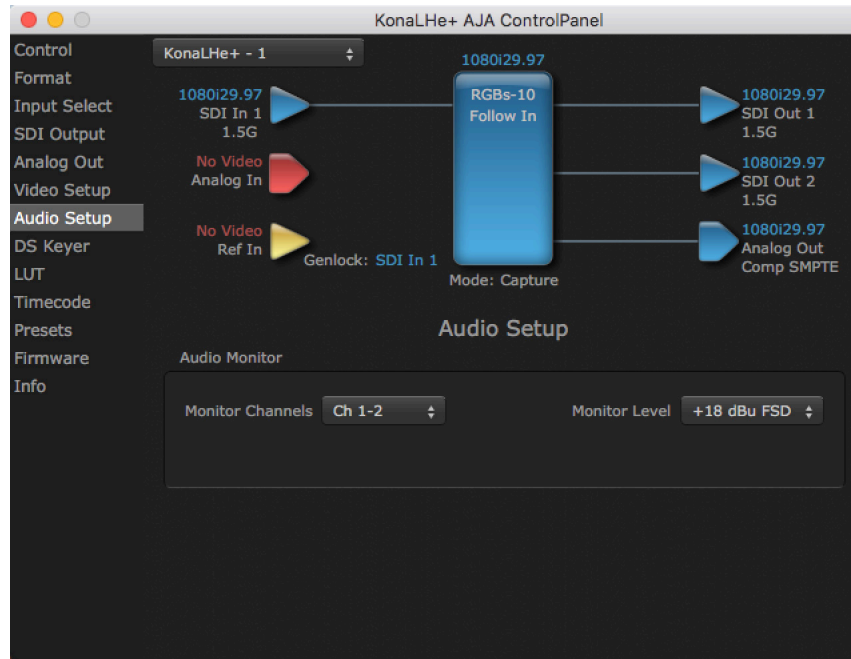 KonaLHe+ AJA ControlPanel
Control
Format
Input Select
SDI Output
Analog Out
Video Setup
Audio Setup
DS Keyer
LUT
Timecode
Presets
Firmware
Info
KonaLHe+ - 1
1080i29.97
SDI In 1
1.5G
No Video
Analog In
No Video
Ref In
Genlock: SDI In 1
1080i29.97
RGBs-10
Follow In
Mode: Capture
1080i29.97
SDI Out 1
1.5G
1080i29.97
SDI Out 2
1.5G
1080i29.97
Analog Out
Comp SMPTE
Audio Setup
Audio Monitor
Monitor Channels Ch 1-2 Monitor Level +18 dBu FSD